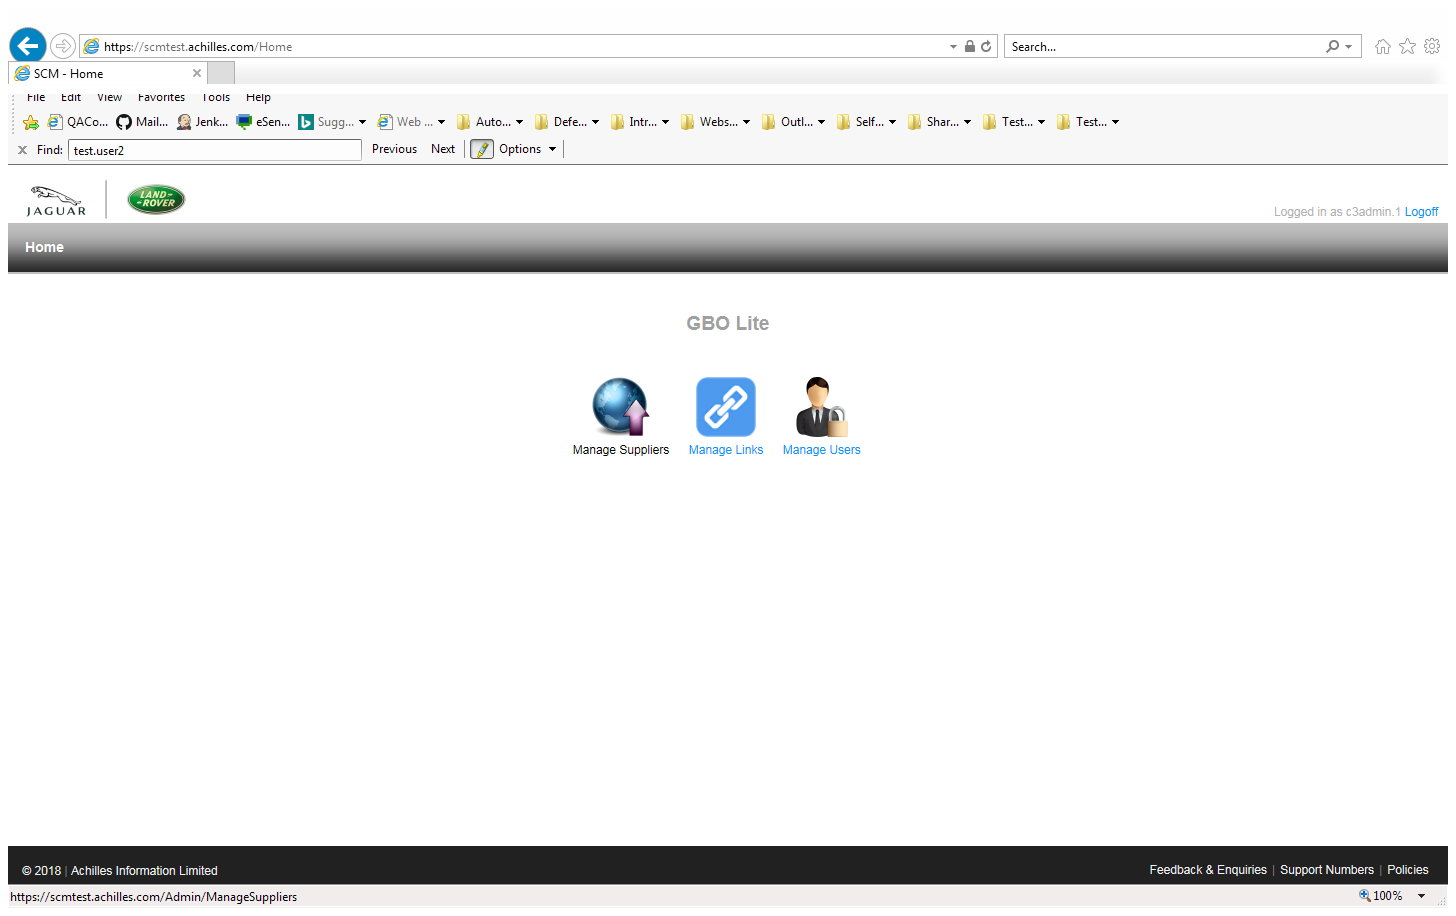 https://scmtest.achilles.com/Home Search...
SCM - Home
File Edit View Favorites Tools Help
QACo... Mail... Jenk... eSen... Sugg... Web ... Auto... Defe... Intr... Webs... Outl... Self... Shar... Test... Test...
Find: test.user2 Previous Next Options
JAGUAR
LAND-
-ROVER
Logged in as c3admin.1 Logoff
Home
GBO Lite
Manage Suppliers Manage Links Manage Users
© 2018 | Achilles Information Limited Feedback & Enquiries | Support Numbers | Policies
https://scmtest.achilles.com/Admin/ManageSuppliers 100%